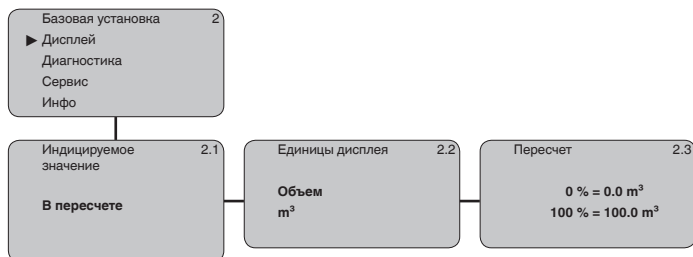 Базовая установка 2
▶ Дисплей
Диагностика
Сервис
Инфо
Индицируемое 2.1
значение
В пересчете
Единицы дисплея 2.2
Объем
m³
Пересчет 2.3
0 % = 0.0 m³
100 % = 100.0 m³